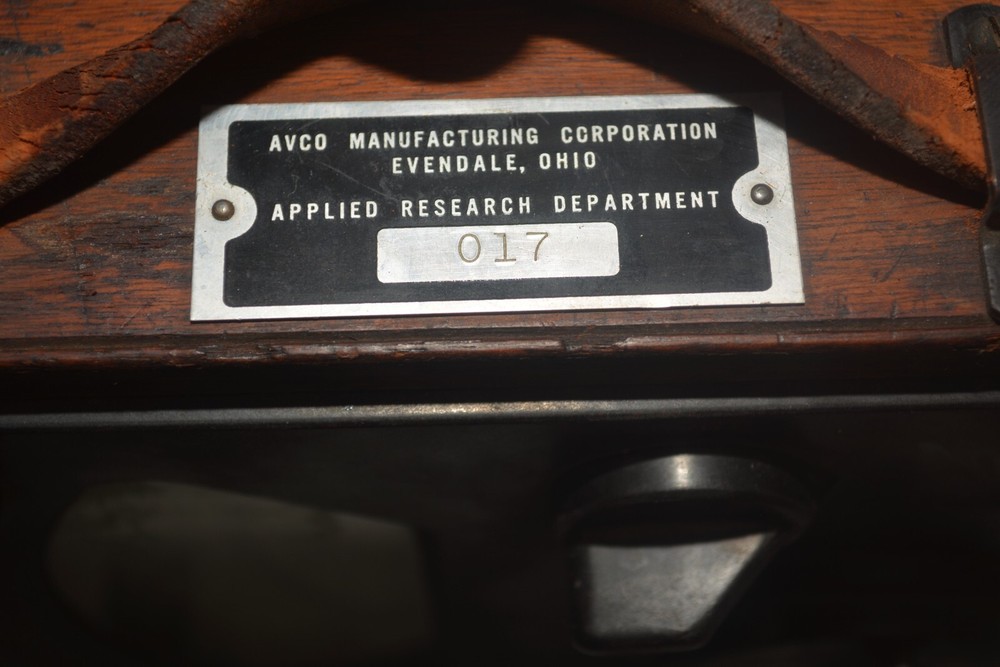 AVCO MANUFACTURING CORPORATION
EVENDALE, OHIO
APPLIED RESEARCH DEPARTMENT
017